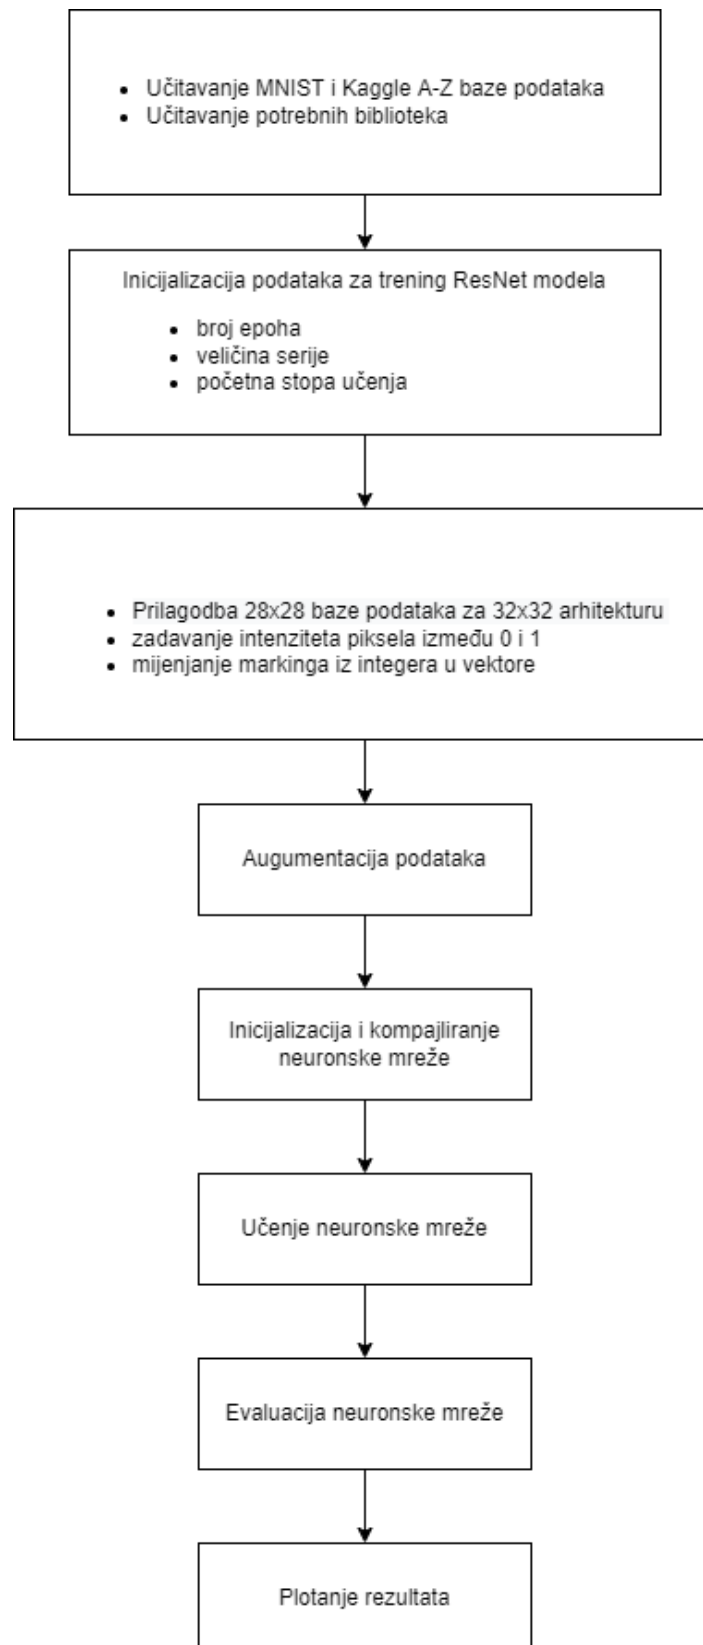 • Učitavanje MNIST i Kaggle A-Z baze podataka
• Učitavanje potrebnih biblioteka
Inicijalizacija podataka za trening ResNet modela
• broj epoha
• veličina serije
• početna stopa učenja
• Prilagodba 28x28 baze podataka za 32x32 arhitekturu
• zadavanje intenziteta piksela između 0 i 1
• mijenjanje markinga iz integera u vektore
Augumentacija podataka
Inicijalizacija i kompajliranje
neuronske mreže
Učenje neuronske mreže
Evaluacija neuronske mreže
Plotanje rezultata